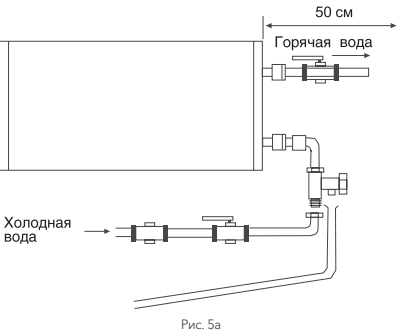 50 см
Горячая вода
Холодная
вода
Рис. 5а